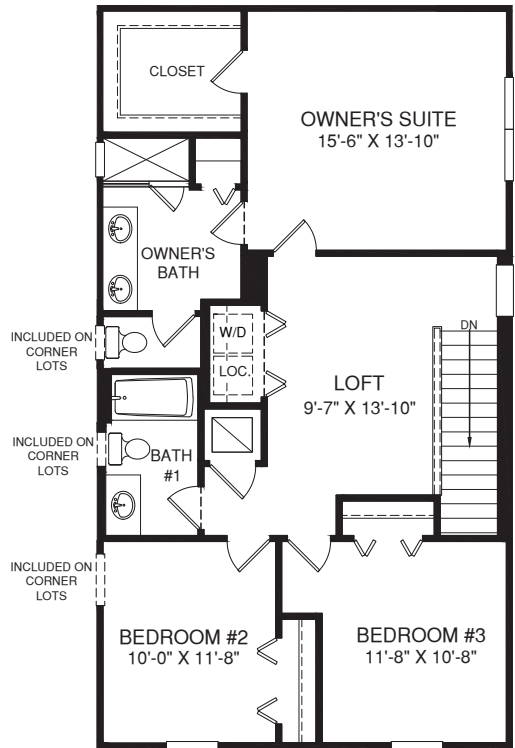 CLOSET
OWNER'S SUITE
15'-6" X 13'-10"
OWNER'S
BATH
INCLUDED ON
CORNER
LOTS
W/D
LOC.
DN
LOFT
9'-7" X 13'-10"
INCLUDED ON
CORNER
LOTS
BATH
#1
INCLUDED ON
CORNER
LOTS
BEDROOM #2
10'-0" X 11'-8"
BEDROOM #3
11'-8" X 10'-8"